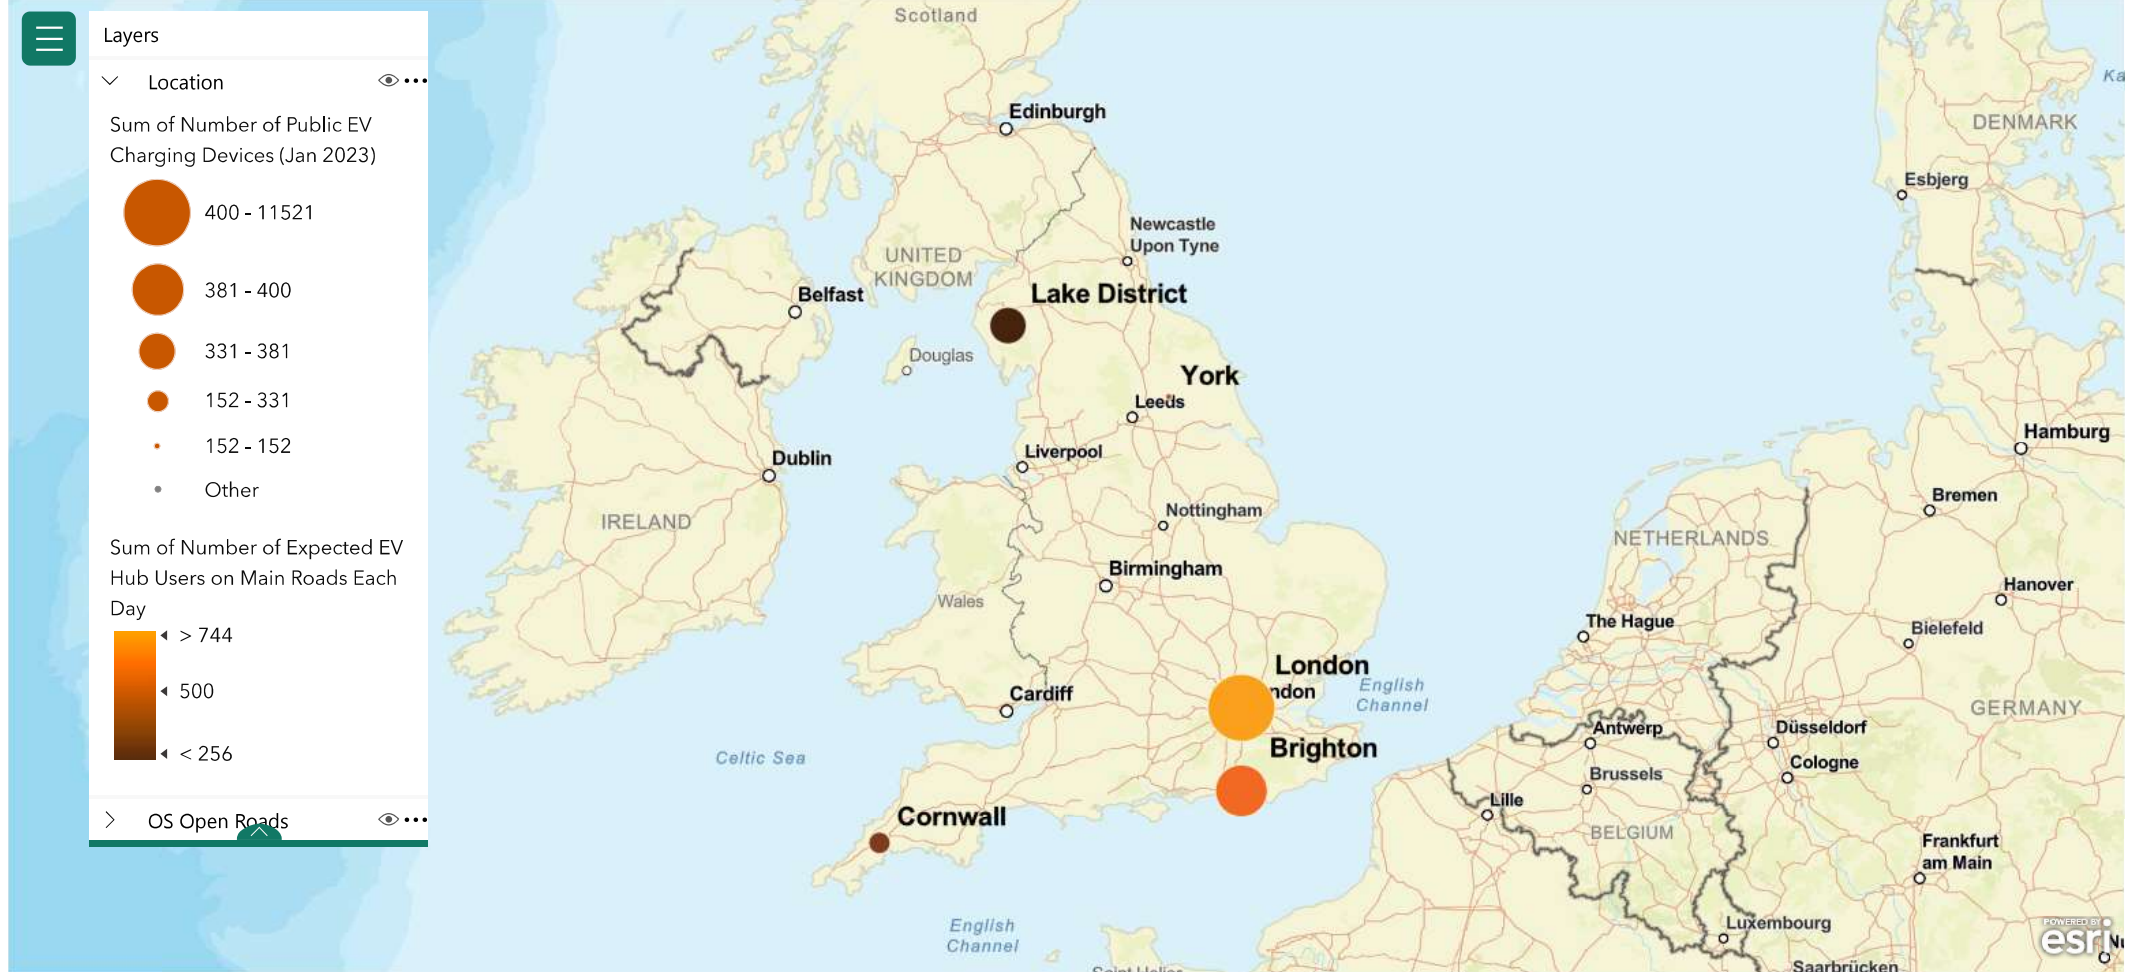 Layers
Location
Sum of Number of Public EV
Charging Devices (Jan 2023)
400 - 11521
381 - 400
331 - 381
152 - 331
152 - 152
Other
Sum of Number of Expected EV
Hub Users on Main Roads Each
Day
> 744
500
< 256
OS Open Roads
Scotland
Edinburgh
Newcastle
Upon Tyne
UNITED
KINGDOM
Belfast
Lake District
Douglas
York
Leeds
Liverpool
Dublin
IRELAND
Nottingham
Birmingham
Wales
London
ndon
English
Channel
Cardiff
Brighton
Celtic Sea
Cornwall
English
Channel
Ka
DENMARK
Esbjerg
Hamburg
Bremen
NETHERLANDS
Hanover
The Hague
Bielefeld
GERMANY
Antwerp
Düsseldorf
Cologne
Brussels
Lille
BELGIUM
Frankfurt
am Main
Luxembourg
POWERED BY
esri
Nu
Saint Helier
Saarbrücken